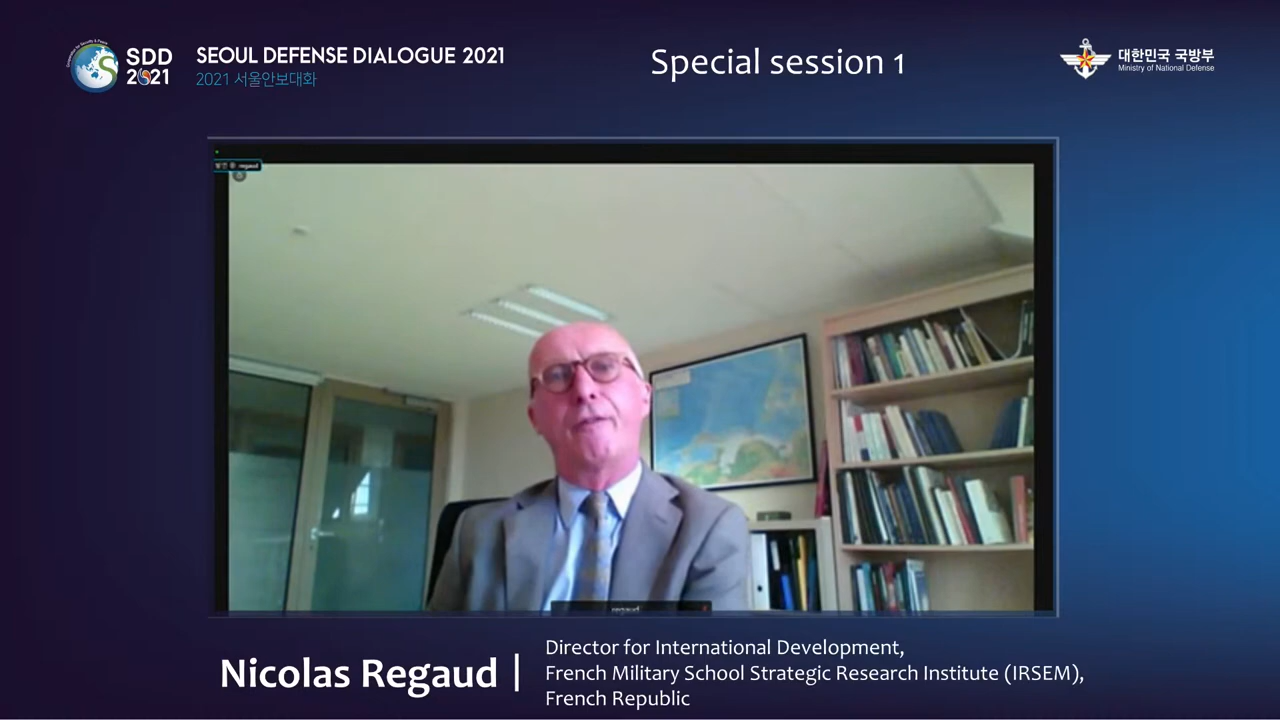 SDD
2021
SEOUL DEFENSE DIALOGUE 2021
2021 서울안보대화
Special session 1
대한민국 국방부
Ministry of National Defense
regaud
regaud
Nicolas Regaud
Director for International Development,
French Military School Strategic Research Institute (IRSEM),
French Republic